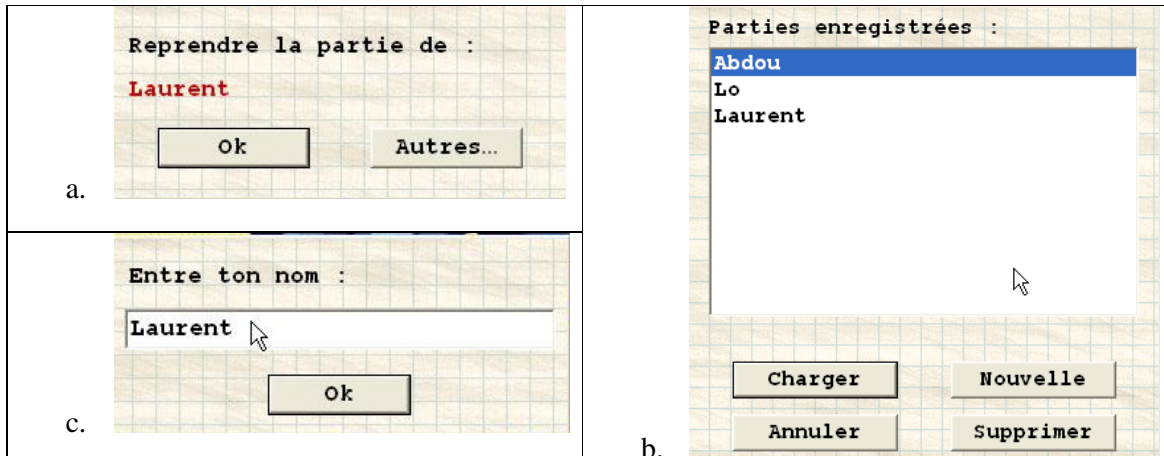 Reprendre la partie de :
Laurent
Ok Autres...
a.
Entre ton nom :
Laurent
Ok
c.
Parties enregistrées :
Abdou
Lo
Laurent
Charger Nouvelle
Annuler Supprimer
b.